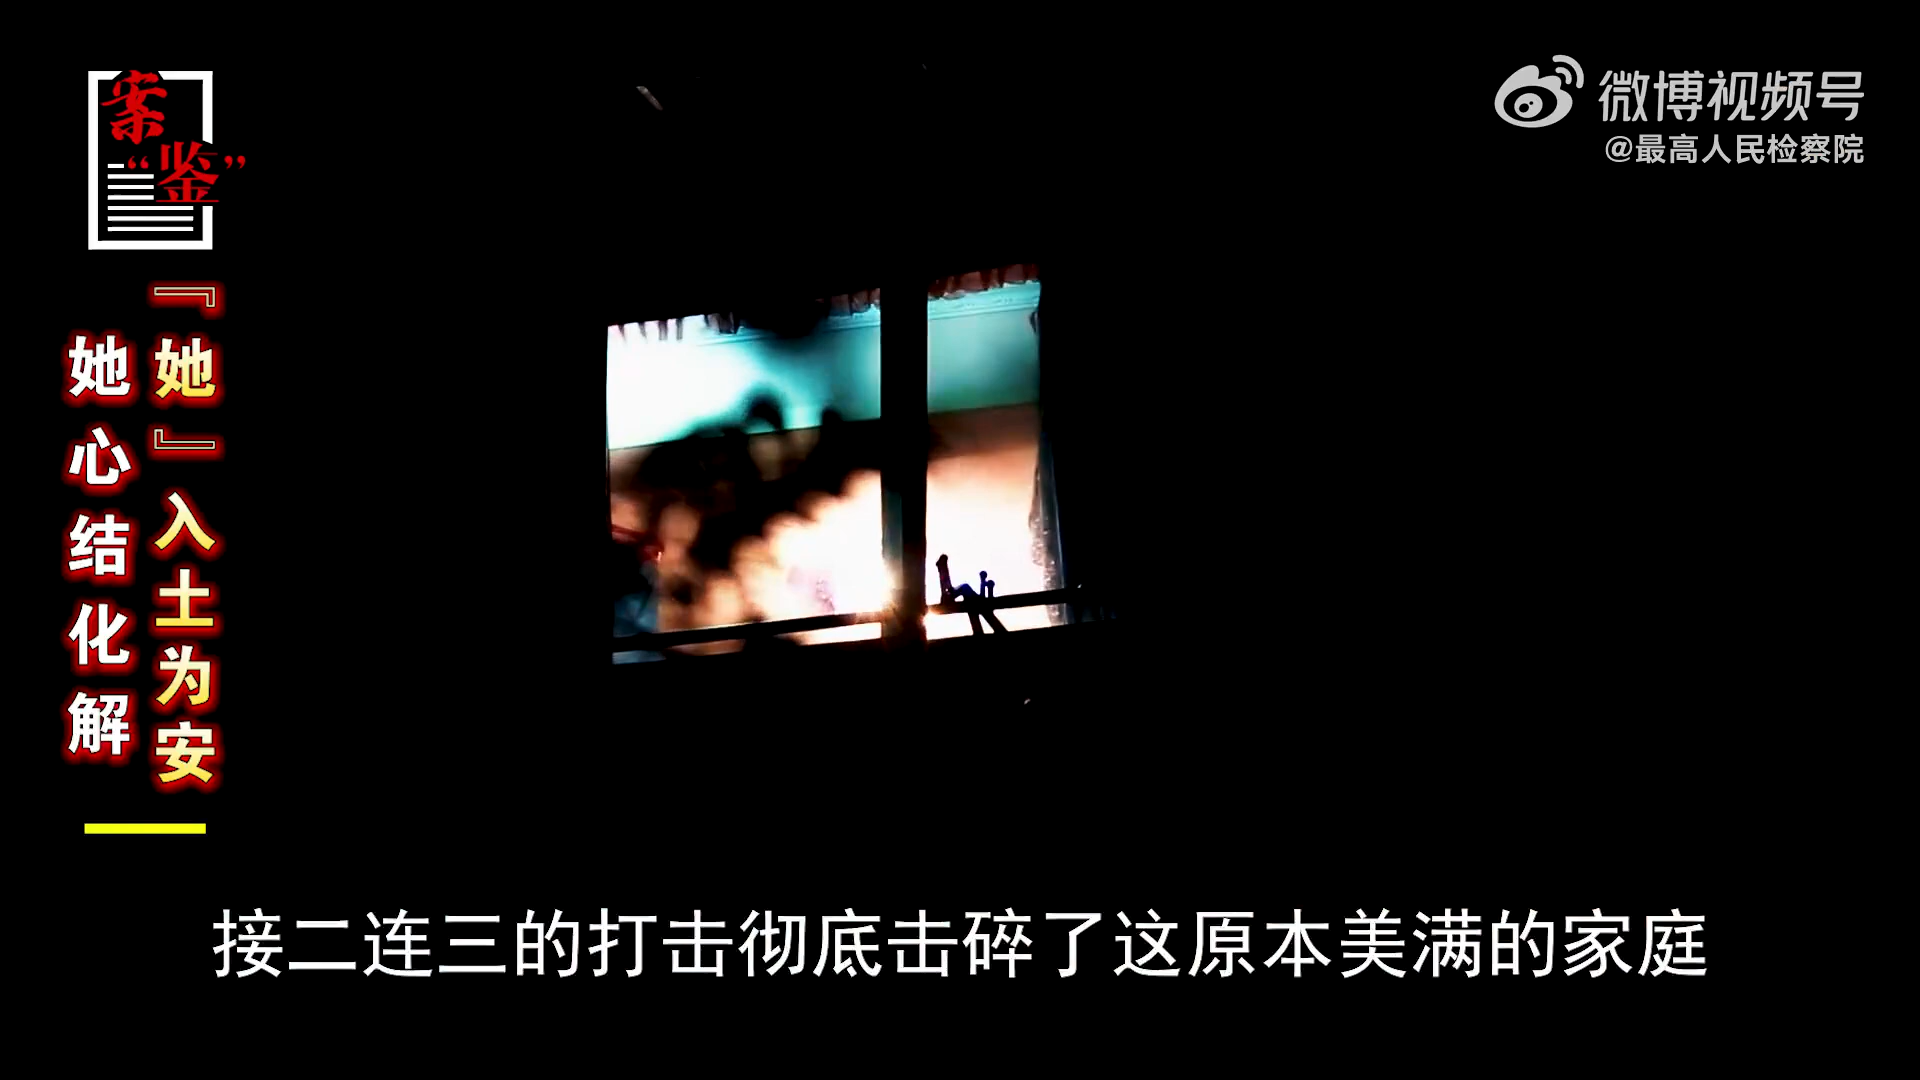 案
“鉴”
微博视频号
@最高人民检察院
『她』入土为安
她心结化解
接二连三的打击彻底击碎了这原本美满的家庭